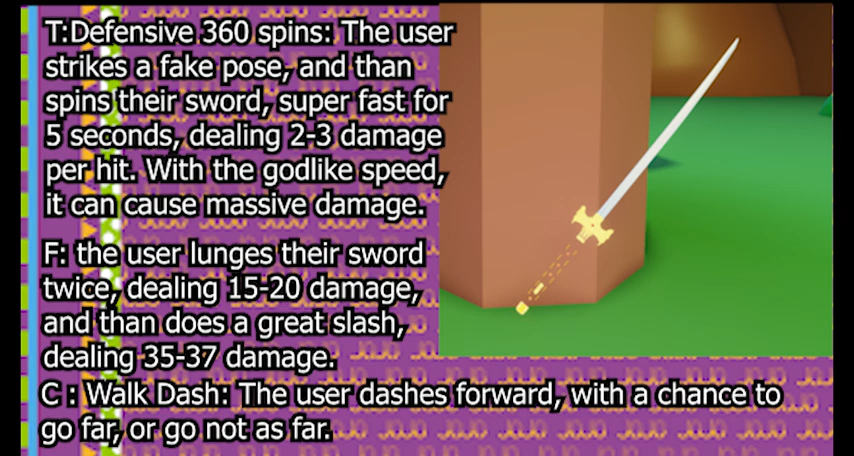 T:Defensive 360 spins: The user
strikes a fake pose, and than
spins their sword, super fast for
5 seconds, dealing 2-3 damage
per hit. With the godlike speed,
it can cause massive damage.
F: the user lunges their sword
twice, dealing 15-20 damage,
and than does a great slash,
dealing 35-37 damage.
C : Walk Dash: The user dashes forward, with a chance to
go far, or go not as far.